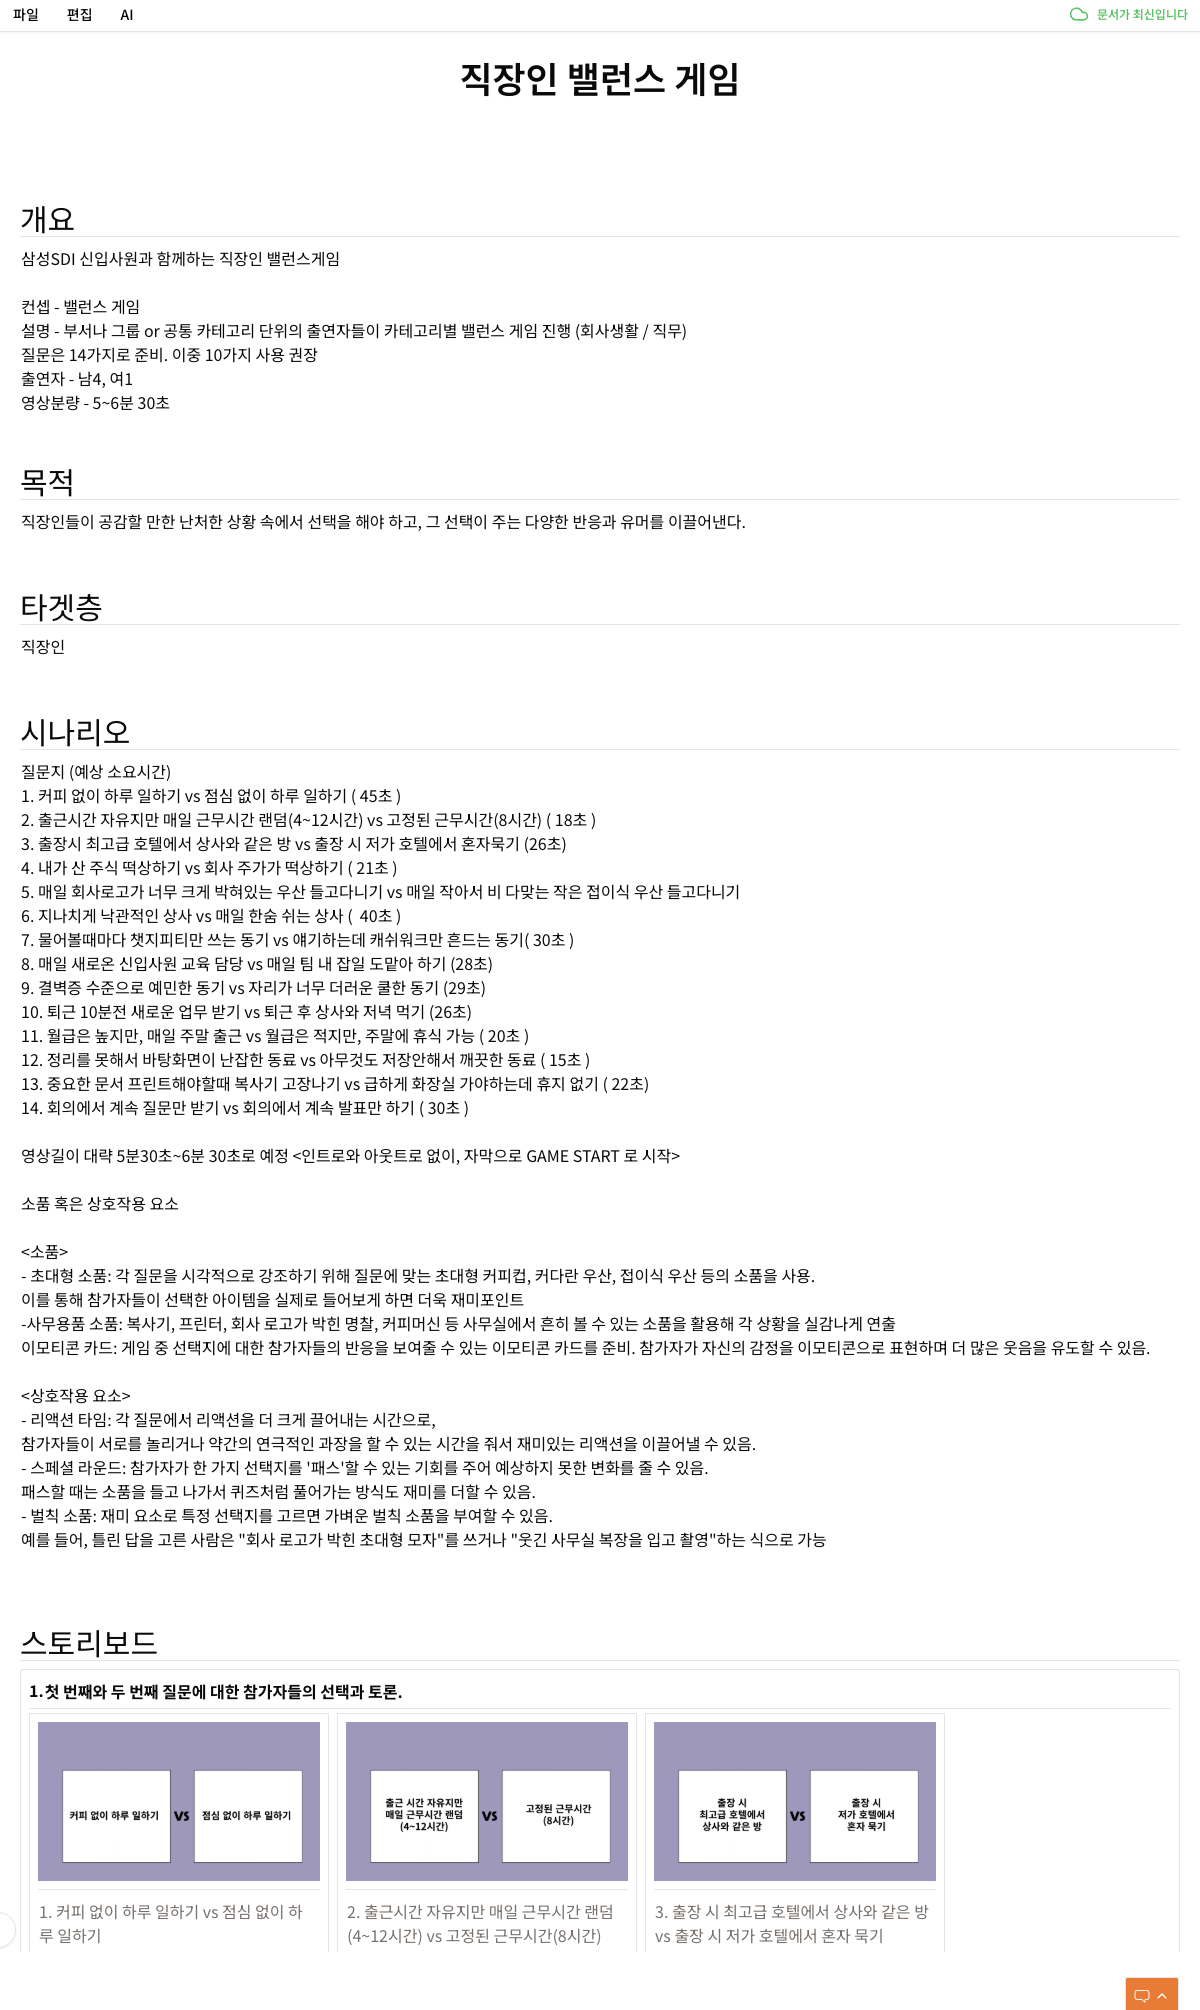 파일 편집 AI 문서가 최신입니다
직장인 밸런스 게임
개요
삼성SDI 신입사원과 함께하는 직장인 밸런스게임
컨셉 - 밸런스 게임
설명 - 부서나 그룹 or 공통 카테고리 단위의 출연자들이 카테고리별 밸런스 게임 진행 (회사생활 / 직무)
질문은 14가지로 준비. 이중 10가지 사용 권장
출연자 - 남4, 여1
영상분량 - 5~6분 30초
목적
직장인들이 공감할 만한 난처한 상황 속에서 선택을 해야 하고, 그 선택이 주는 다양한 반응과 유머를 이끌어낸다.
타겟층
직장인
시나리오
질문지 (예상 소요시간)
1. 커피 없이 하루 일하기 vs 점심 없이 하루 일하기 ( 45초 )
2. 출근시간 자유지만 매일 근무시간 랜덤(4~12시간) vs 고정된 근무시간(8시간) ( 18초 )
3. 출장시 최고급 호텔에서 상사와 같은 방 vs 출장 시 저가 호텔에서 혼자묵기 (26초)
4. 내가 산 주식 떡상하기 vs 회사 주가가 떡상하기 ( 21초 )
5. 매일 회사로고가 너무 크게 박혀있는 우산 들고다니기 vs 매일 작아서 비 다맞는 작은 접이식 우산 들고다니기
6. 지나치게 낙관적인 상사 vs 매일 한숨 쉬는 상사 (  40초 )
7. 물어볼때마다 챗지피티만 쓰는 동기 vs 얘기하는데 캐쉬워크만 흔드는 동기( 30초 )
8. 매일 새로온 신입사원 교육 담당 vs 매일 팀 내 잡일 도맡아 하기 (28초)
9. 결벽증 수준으로 예민한 동기 vs 자리가 너무 더러운 쿨한 동기 (29초)
10. 퇴근 10분전 새로운 업무 받기 vs 퇴근 후 상사와 저녁 먹기 (26초)
11. 월급은 높지만, 매일 주말 출근 vs 월급은 적지만, 주말에 휴식 가능 ( 20초 )
12. 정리를 못해서 바탕화면이 난잡한 동료 vs 아무것도 저장안해서 깨끗한 동료 ( 15초 )
13. 중요한 문서 프린트해야할때 복사기 고장나기 vs 급하게 화장실 가야하는데 휴지 없기 ( 22초)
14. 회의에서 계속 질문만 받기 vs 회의에서 계속 발표만 하기 ( 30초 )
영상길이 대략 5분30초~6분 30초로 예정 <인트로와 아웃트로 없이, 자막으로 GAME START 로 시작>
소품 혹은 상호작용 요소
<소품>
- 초대형 소품: 각 질문을 시각적으로 강조하기 위해 질문에 맞는 초대형 커피컵, 커다란 우산, 접이식 우산 등의 소품을 사용.
이를 통해 참가자들이 선택한 아이템을 실제로 들어보게 하면 더욱 재미포인트
-사무용품 소품: 복사기, 프린터, 회사 로고가 박힌 명찰, 커피머신 등 사무실에서 흔히 볼 수 있는 소품을 활용해 각 상황을 실감나게 연출
이모티콘 카드: 게임 중 선택지에 대한 참가자들의 반응을 보여줄 수 있는 이모티콘 카드를 준비. 참가자가 자신의 감정을 이모티콘으로 표현하며 더 많은 웃음을 유도할 수 있음.
<상호작용 요소>
- 리액션 타임: 각 질문에서 리액션을 더 크게 끌어내는 시간으로,
참가자들이 서로를 놀리거나 약간의 연극적인 과장을 할 수 있는 시간을 줘서 재미있는 리액션을 이끌어낼 수 있음.
- 스페셜 라운드: 참가자가 한 가지 선택지를 '패스'할 수 있는 기회를 주어 예상하지 못한 변화를 줄 수 있음.
패스할 때는 소품을 들고 나가서 퀴즈처럼 풀어가는 방식도 재미를 더할 수 있음.
- 벌칙 소품: 재미 요소로 특정 선택지를 고르면 가벼운 벌칙 소품을 부여할 수 있음.
예를 들어, 틀린 답을 고른 사람은 "회사 로고가 박힌 초대형 모자"를 쓰거나 "웃긴 사무실 복장을 입고 촬영"하는 식으로 가능
스토리보드
1.첫 번째와 두 번째 질문에 대한 참가자들의 선택과 토론.
커피 없이 하루 일하기 VS 점심 없이 하루 일하기
1. 커피 없이 하루 일하기 vs 점심 없이 하
루 일하기
출근 시간 자유지만
매일 근무시간 랜덤
(4~12시간)
VS
고정된 근무시간
(8시간)
2. 출근시간 자유지만 매일 근무시간 랜덤
(4~12시간) vs 고정된 근무시간(8시간)
출장 시
최고급 호텔에서
상사와 같은 방
VS
출장 시
저가 호텔에서
혼자 묵기
3. 출장 시 최고급 호텔에서 상사와 같은 방
vs 출장 시 저가 호텔에서 혼자 묵기